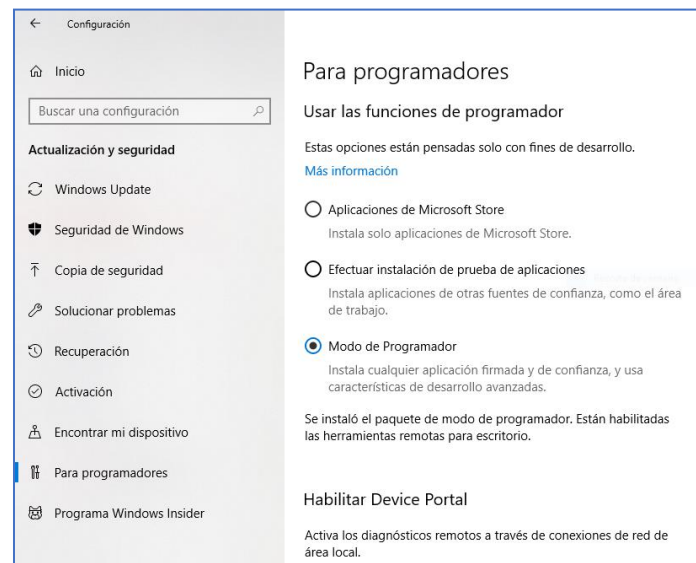 Configuración
Inicio
Buscar una configuración
Actualización y seguridad
Windows Update
Seguridad de Windows
Copia de seguridad
Solucionar problemas
Recuperación
Activación
Encontrar mi dispositivo
Para programadores
Programa Windows Insider
Para programadores
Usar las funciones de programador
Estas opciones están pensadas solo con fines de desarrollo.
Más información
Aplicaciones de Microsoft Store
Instala solo aplicaciones de Microsoft Store.
Efectuar instalación de prueba de aplicaciones
Instala aplicaciones de otras fuentes de confianza, como el área
de trabajo.
Modo de Programador
Instala cualquier aplicación firmada y de confianza, y usa
características de desarrollo avanzadas.
Se instaló el paquete de modo de programador. Están habilitadas
las herramientas remotas para escritorio.
Habilitar Device Portal
Activa los diagnósticos remotos a través de conexiones de red de
área local.